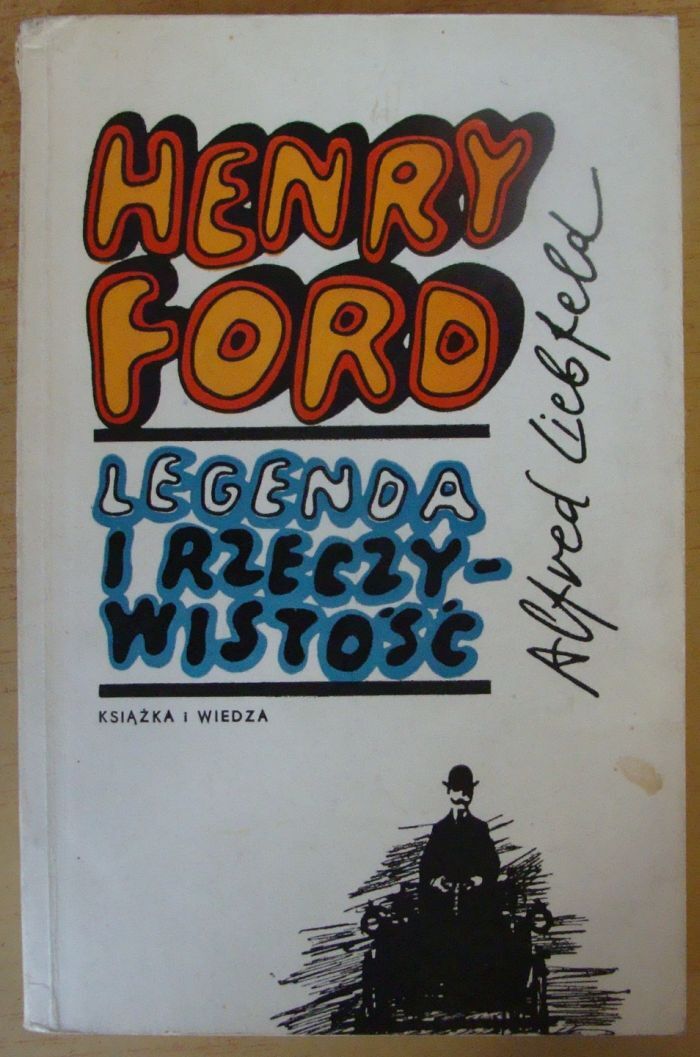 HENRY
FORD
LEGENDA
I RZECZY-
WISTOŚĆ
Alfred Liebfeld
KSIĄŻKA i WIEDZA